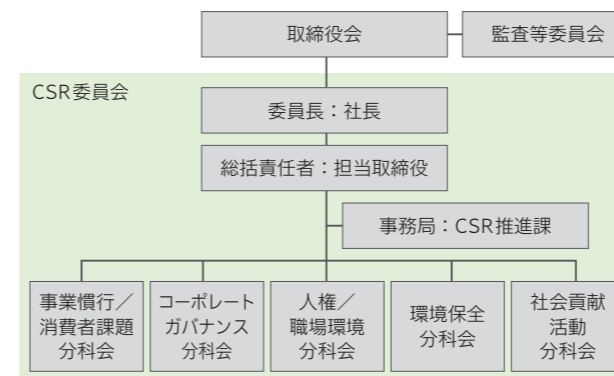 取締役会
監査等委員会
CSR委員会
委員長：社長
総括責任者：担当取締役
事務局：CSR推進課
事業慣行／
消費者課題
分科会
コーポレート
ガバナンス
分科会
人権／
職場環境
分科会
環境保全
分科会
社会貢献
活動
分科会